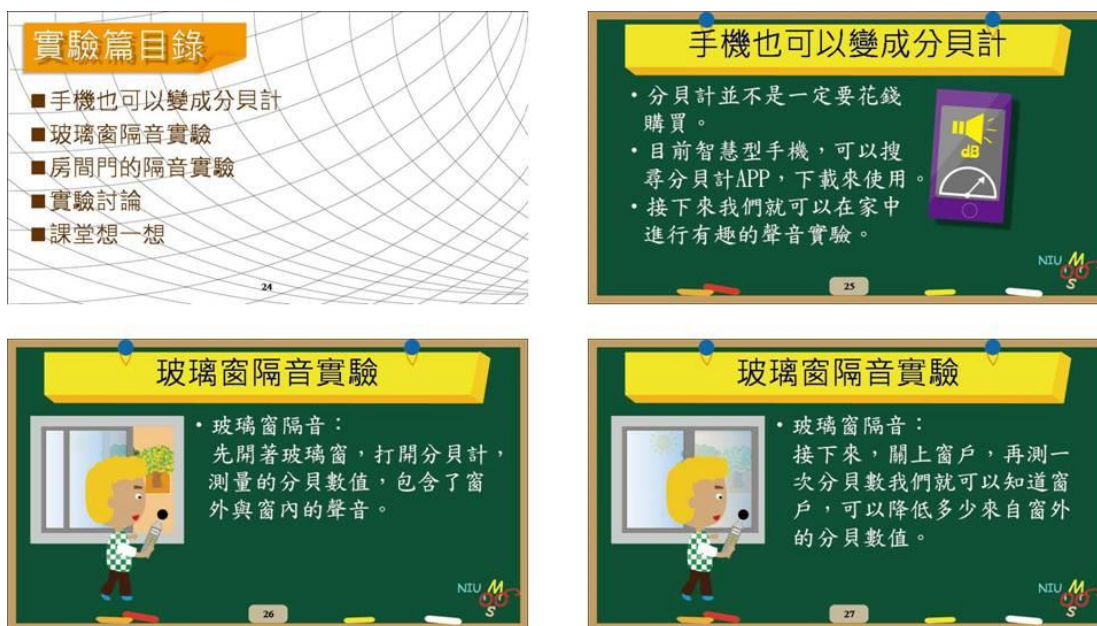 實驗篇目錄
■手機也可以變成分貝計
■玻璃窗隔音實驗
■房間門的隔音實驗
■實驗討論
■課堂想一想
24
手機也可以變成分貝計
・分貝計並不是一定要花錢
購買。
・目前智慧型手機，可以搜
尋分貝計APP，下載來使用。
・接下來我們就可以在家中
進行有趣的聲音實驗。
dB
NIU M
S
25
玻璃窗隔音實驗
・玻璃窗隔音：
先開著玻璃窗，打開分貝計，
測量的分貝數值，包含了窗
外與窗內的聲音。
NIU M
S
26
玻璃窗隔音實驗
・玻璃窗隔音：
接下來，關上窗戶，再測一
次分貝數我們就可以知道窗
戶，可以降低多少來自窗外
的分貝數值。
NIU M
S
27